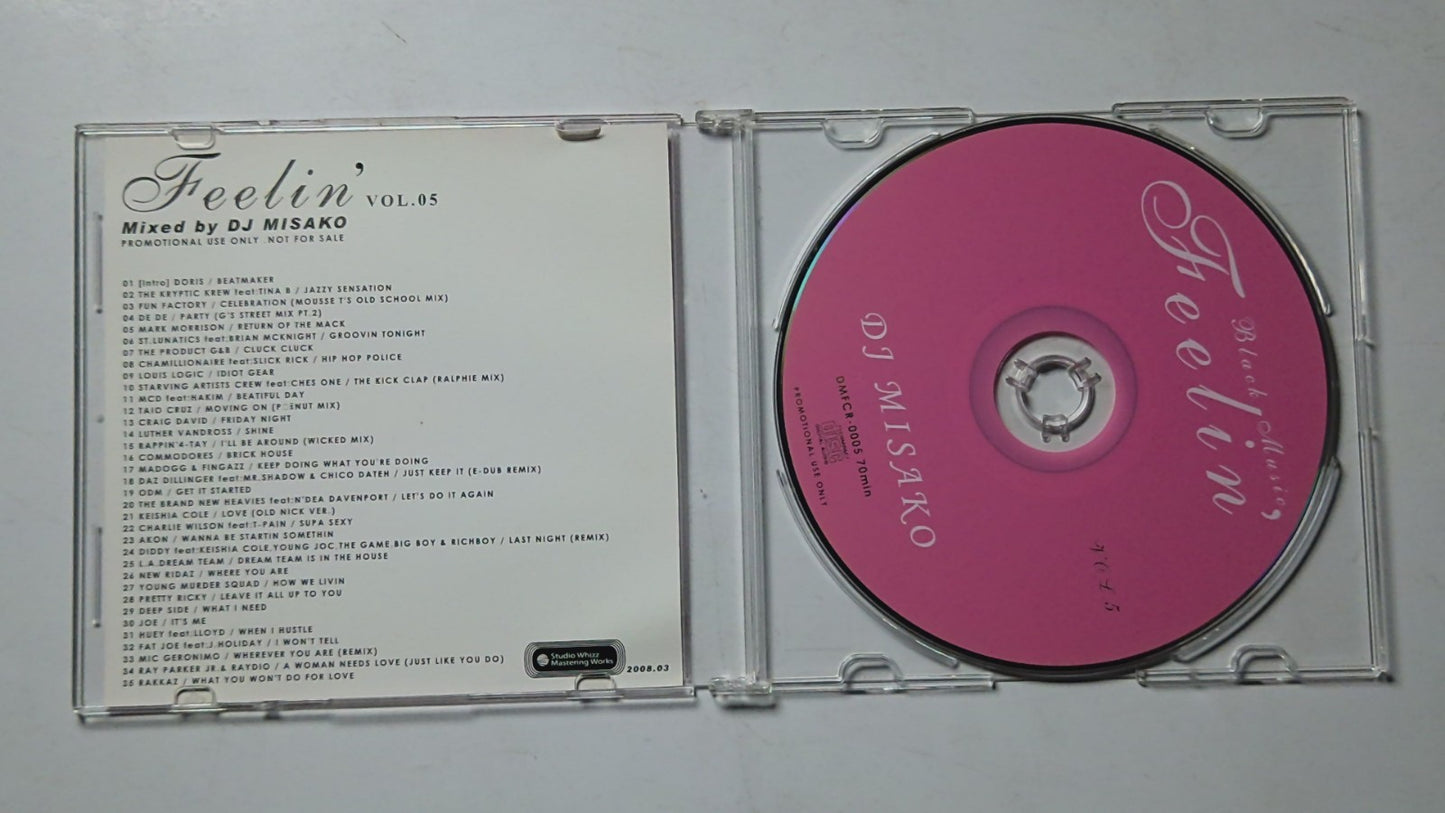 Feelin' VOL.05
Mixed by DJ MISAKO
PROMOTIONAL USE ONLY NOT FOR SALE
01 [Intro] DORIS / BEATMAKER
02 THE KRYPTIC KREW feat:TINA B / JAZZY SENSATION
03 FUN FACTORY / CELEBRATION (MOUSSE T'S OLD SCHOOL MIX)
04 DE DE / PARTY (G'S STREET MIX PT.2)
05 MARK MORRISON / RETURN OF THE MACK
06 ST.LUNATICS feat:BRIAN MCKNIGHT / GROOVIN TONIGHT
07 THE PRODUCT G&B / CLUCK CLUCK
08 CHAMILLIONAIRE feat:SLICK RICK / HIP HOP POLICE
09 LOUIS LOGIC / IDIOT GEAR
10 STARVING ARTISTS CREW feat:CHES ONE / THE KICK CLAP (RALPHIE MIX)
11 MCD feat:HAKIM / BEATIFUL DAY
12 TAIO CRUZ / MOVING ON MIX)
13 CRAIG DAVID / FRIDAY NIGHT
14 LUTHER VANDROSS / SHINE
15 RAPPIN'4-TAY / I'LL BE AROUND (WICKED MIX)
16 COMMODORES / BRICK HOUSE
17 MADOGG & FINGAZZ / KEEP DOING WHAT YOU'RE DOING
18 DAZ DILLINGER feat:MR.SHADOW & CHICO DATEH / JUST KEEP IT (E-DUB REMIX)
19 ODM / GET IT STARTED
20 THE BRAND NEW HEAVIES feat:N'DEA DAVENPORT / LET'S DO IT AGAIN
21 KEISHIA COLE / LOVE (OLD NICK VER.)
22 CHARLIE WILSON feat:T-PAIN / SUPA SEXY
23 AKON / WANNA BE STARTIN SOMETHIN
24 DIDDY feat:KEISHIA COLE,YOUNG JOC,THE GAME,BIG BOY & RICHBOY / LAST NIGHT (REMIX)
25 L.A.DREAM TEAM / DREAM TEAM IS IN THE HOUSE
26 NEW RIDAZ / WHERE YOU ARE
27 YOUNG MURDER SQUAD / HOW WE LIVIN
28 PRETTY RICKY / LEAVE IT ALL UP TO YOU
29 DEEP SIDE / WHAT I NEED
30 JOE / IT'S ME
31 HUEY feat:LLOYD / WHEN I HUSTLE
32 FAT JOE feat:J.HOLIDAY / I WON'T TELL
33 MIC GERONIMO / WHEREVER YOU ARE (REMIX)
34 RAY PARKER JR.& RAYDIO / A WOMAN NEEDS LOVE (JUST LIKE YOU DO)
35 RAKKAZ / WHAT YOU WON'T DO FOR LOVE
Studio Whizz
Mastering Works
2008.03
Black Music
Feelin'
VOL 5
DJ MISAKO
DMFCR-0005 70min
COMPACT
disc
DIGITAL AUDIO
PROMOTIONAL USE ONLY